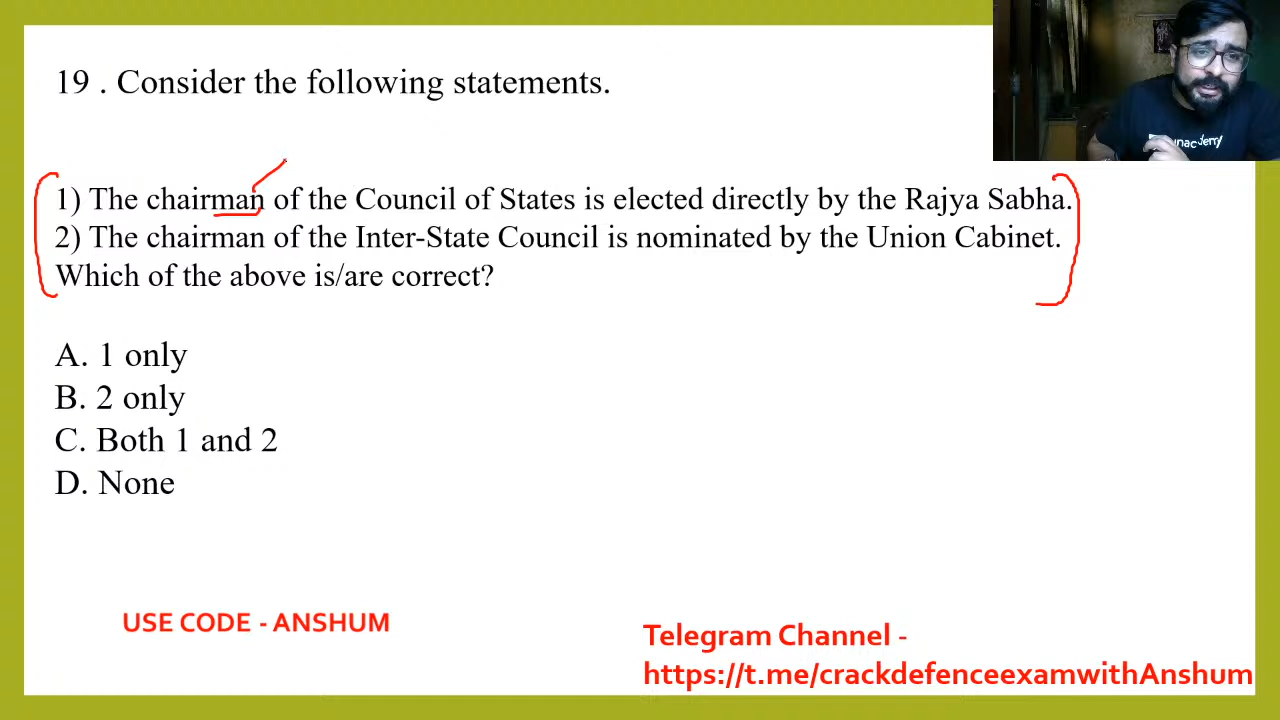 19 . Consider the following statements.
1) The chairman of the Council of States is elected directly by the Rajya Sabha.
2) The chairman of the Inter-State Council is nominated by the Union Cabinet.
Which of the above is/are correct?
A. 1 only
B. 2 only
C. Both 1 and 2
D. None
USE CODE - ANSHUM
Telegram Channel -
https://t.me/crackdefenceexamwithAnshum